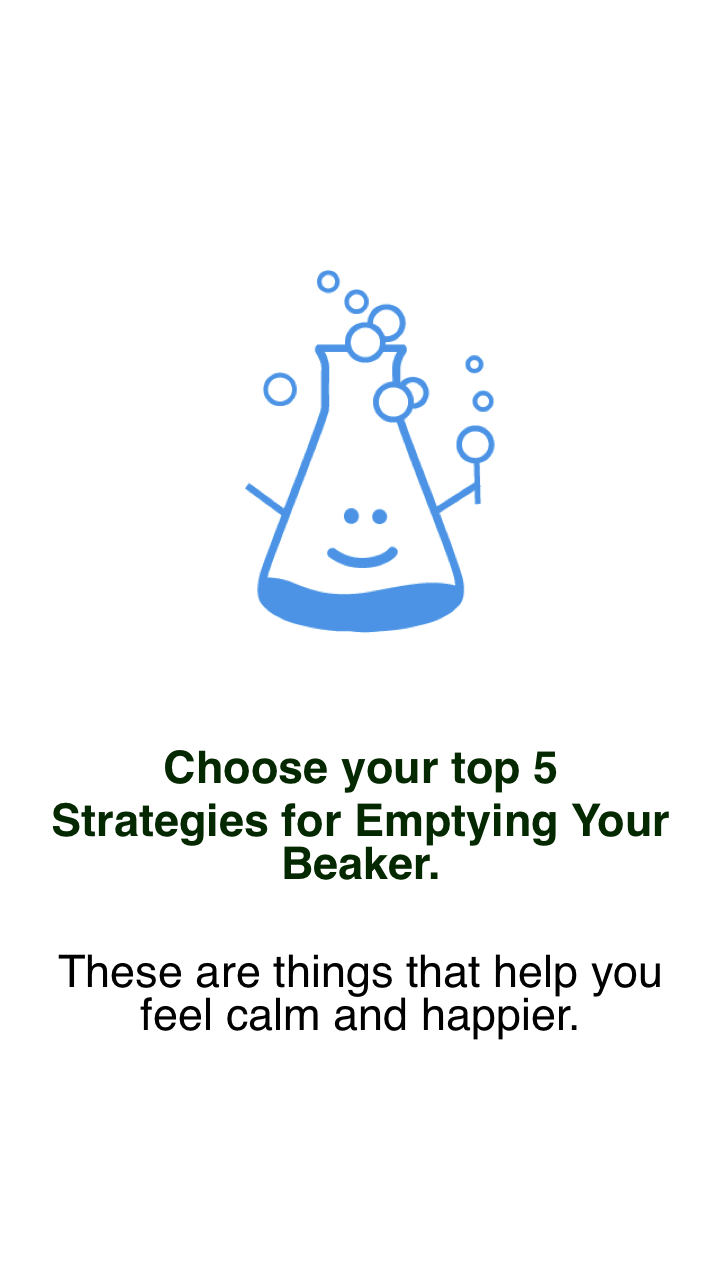 Choose your top 5
Strategies for Emptying Your
Beaker.
These are things that help you
feel calm and happier.